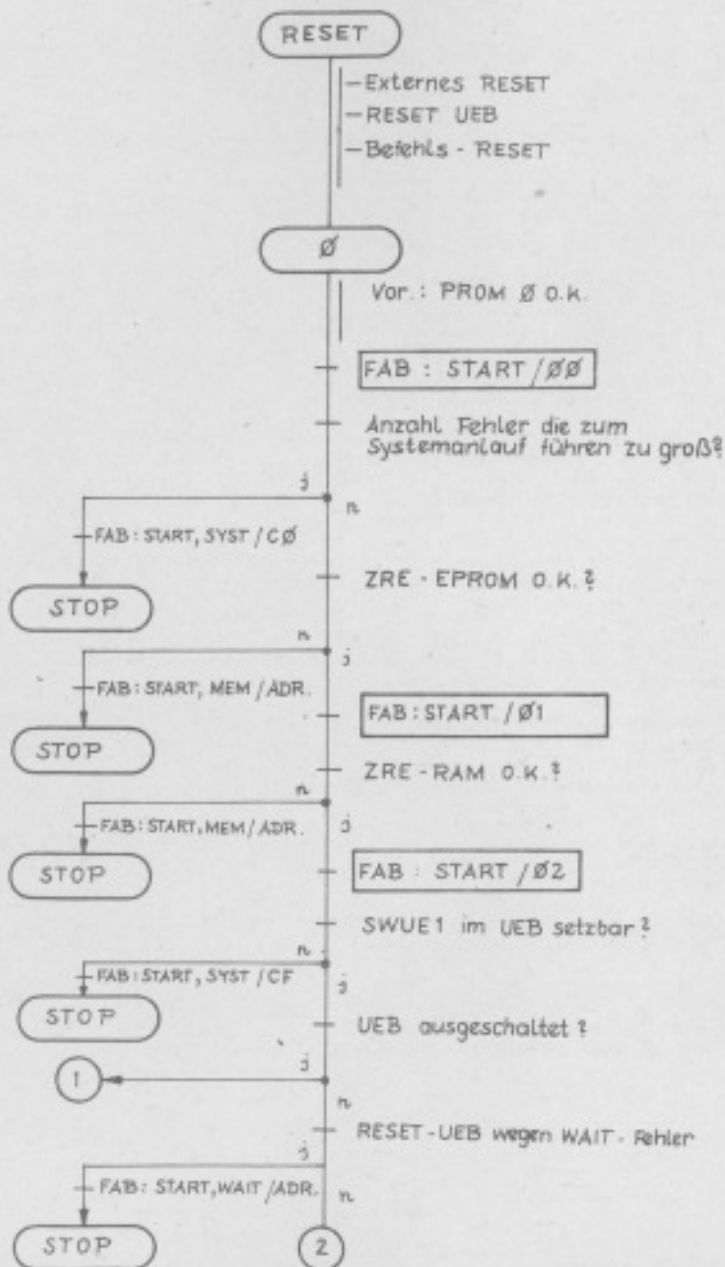 RESET
-Externes RESET
-RESET UEB
-Befehls-RESET
Ø
Vor.: PROM Ø O.K.
FAB : START /ØØ
Anzahl Fehler die zum
Systemanlauf führen zu groß?
j
n
FAB:START, SYST / CØ
STOP
ZRE-EPROM O.K.?
n
j
FAB:START, MEM/ADR.
STOP
FAB:START /Ø1
ZRE-RAM O.K.?
n
j
FAB:START,MEM/ADR.
STOP
FAB: START /Ø2
SWUE1 im UEB setzbar?
n
j
FAB:START, SYST/CF
STOP
UEB ausgeschaltet?
j
1
n
RESET-UEB wegen WAIT-Fehler
j
n
FAB: START,WAIT/ADR.
STOP
2